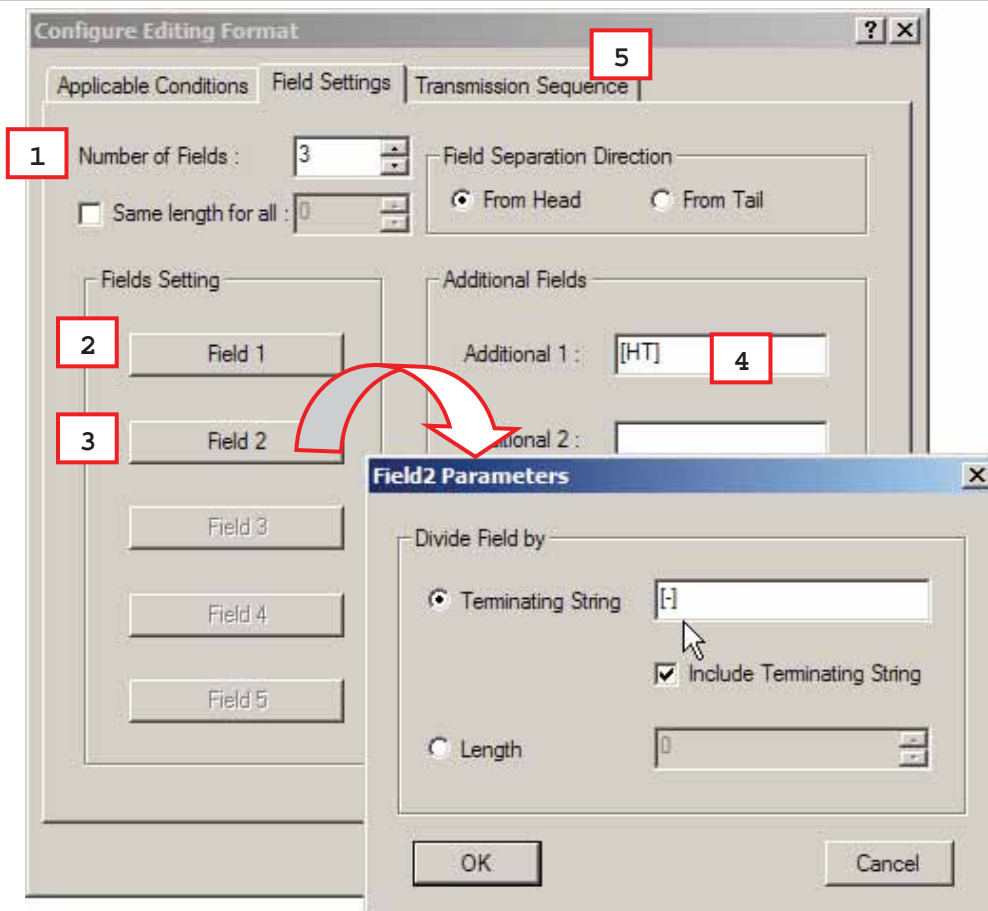 Configure Editing Format
5
Applicable Conditions Field Settings Transmission Sequence
1 Number of Fields : 3
Field Separation Direction
Same length for all : 0
From Head From Tail
Fields Setting
Additional Fields
2 Field 1
Additional 1 : [HT] 4
3 Field 2
itional 2 :
Field2 Parameters
Field 3
Divide Field by
Terminating String [-]
Field 4
Include Terminating String
Field 5
Length 0
OK Cancel